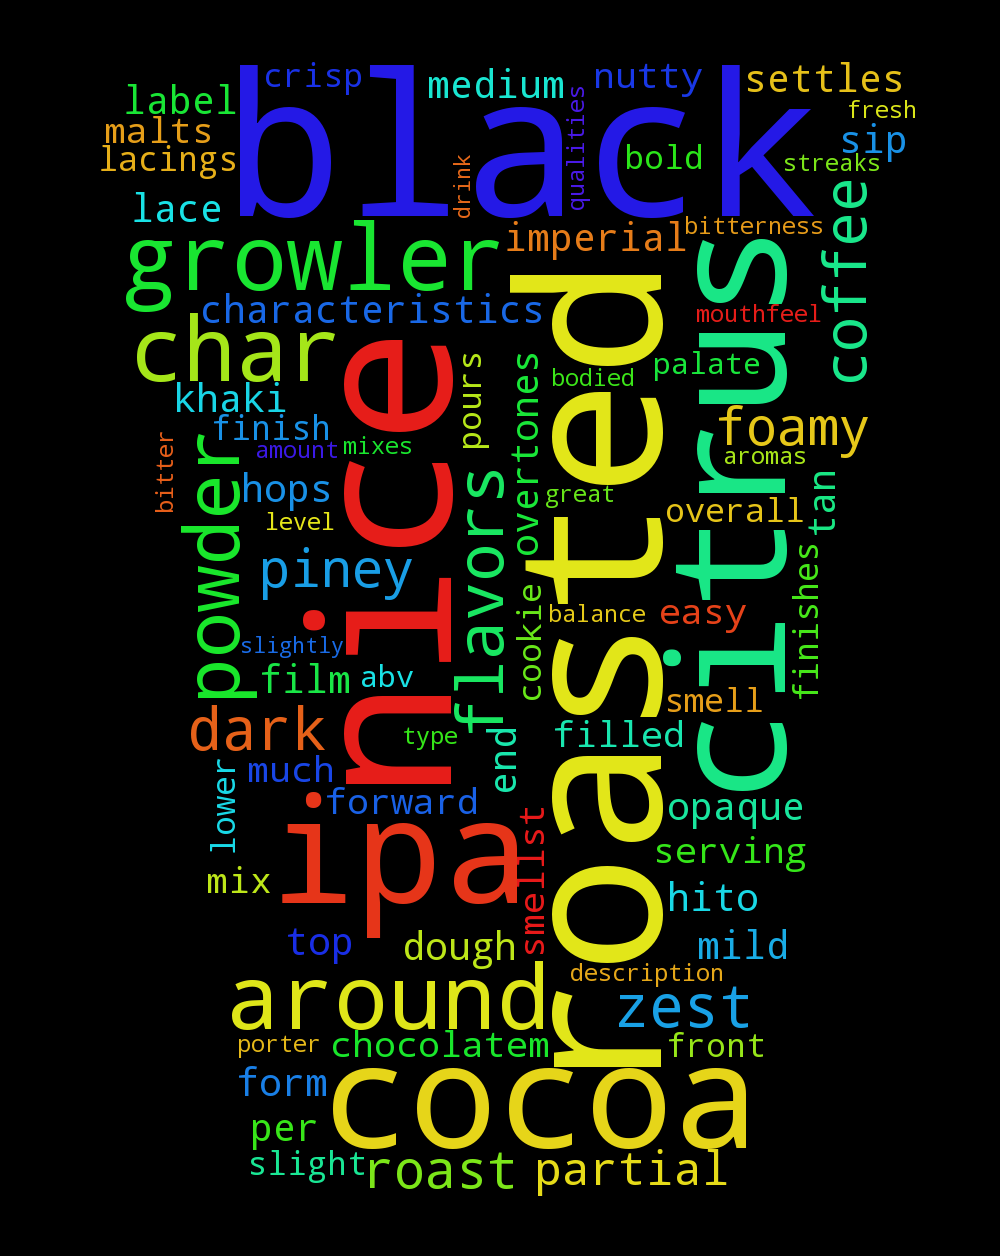 black
crisp
medium
nutty
settles
label
fresh
malts
sip
lacings
bold
streaks
drink
qualities
lace
coffee
growler
imperial
bitterness
characteristics
mouthfeel
char
nice
roasted
citrus
pours
overtones
palate
bodied
khaki
foamy
finish
amount
mixes
aromas
bitter
powder
hops
flavors
great
tan
level
overall
piney
finishes
cookie
balance
easy
slightly
film
abv
smell
dark
type
end
filled
much
lower
forward
opaque
ipa
smellst
serving
mix
hito
top
dough
mild
description
around
zest
porter
chocolatem
front
form
cocoa
per
slight
roast
partial